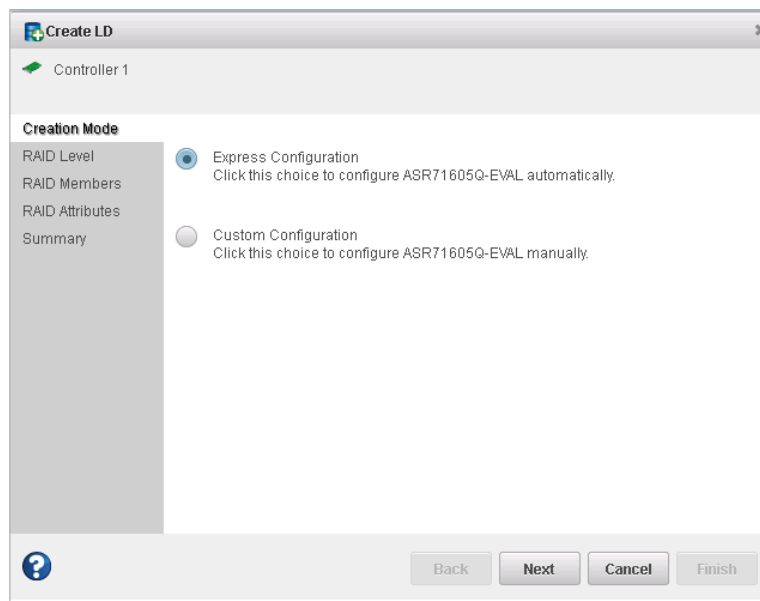 Create LD
Controller 1
Creation Mode
RAID Level
RAID Members
RAID Attributes
Summary
Express Configuration
Click this choice to configure ASR71605Q-EVAL automatically.
Custom Configuration
Click this choice to configure ASR71605Q-EVAL manually.
?
Back
Next
Cancel
Finish